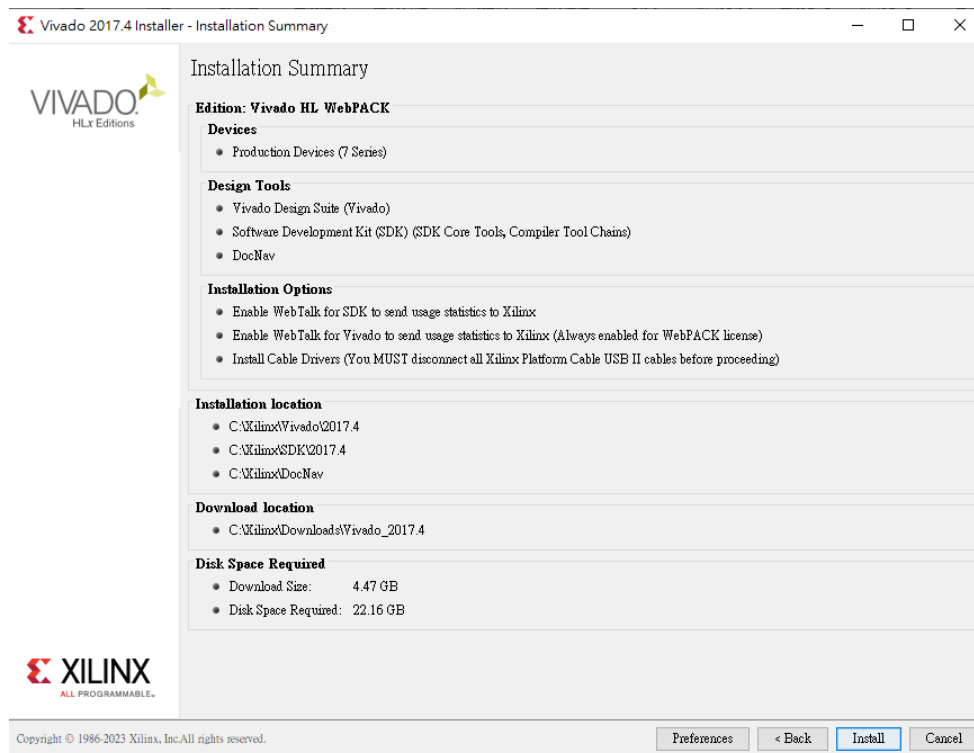 Vivado 2017.4 Installer - Installation Summary
VIVADO.
HLx Editions
Installation Summary
Edition: Vivado HL WebPACK
Devices
Production Devices (7 Series)
Design Tools
Vivado Design Suite (Vivado)
Software Development Kit (SDK) (SDK Core Tools, Compiler Tool Chains)
DocNav
Installation Options
Enable WebTalk for SDK to send usage statistics to Xilinx
Enable WebTalk for Vivado to send usage statistics to Xilinx (Always enabled for WebPACK license)
Install Cable Drivers (You MUST disconnect all Xilinx Platform Cable USB II cables before proceeding)
Installation location
C:\Xilinx\Vivado\2017.4
C:\Xilinx\SDK\2017.4
C:\Xilinx\DocNav
Download location
C:\Xilinx\Downloads\Vivado_2017.4
Disk Space Required
Download Size: 4.47 GB
Disk Space Required: 22.16 GB
XILINX
ALL PROGRAMMABLE.
Copyright © 1986-2023 Xilinx, Inc.All rights reserved.
Preferences < Back Install Cancel